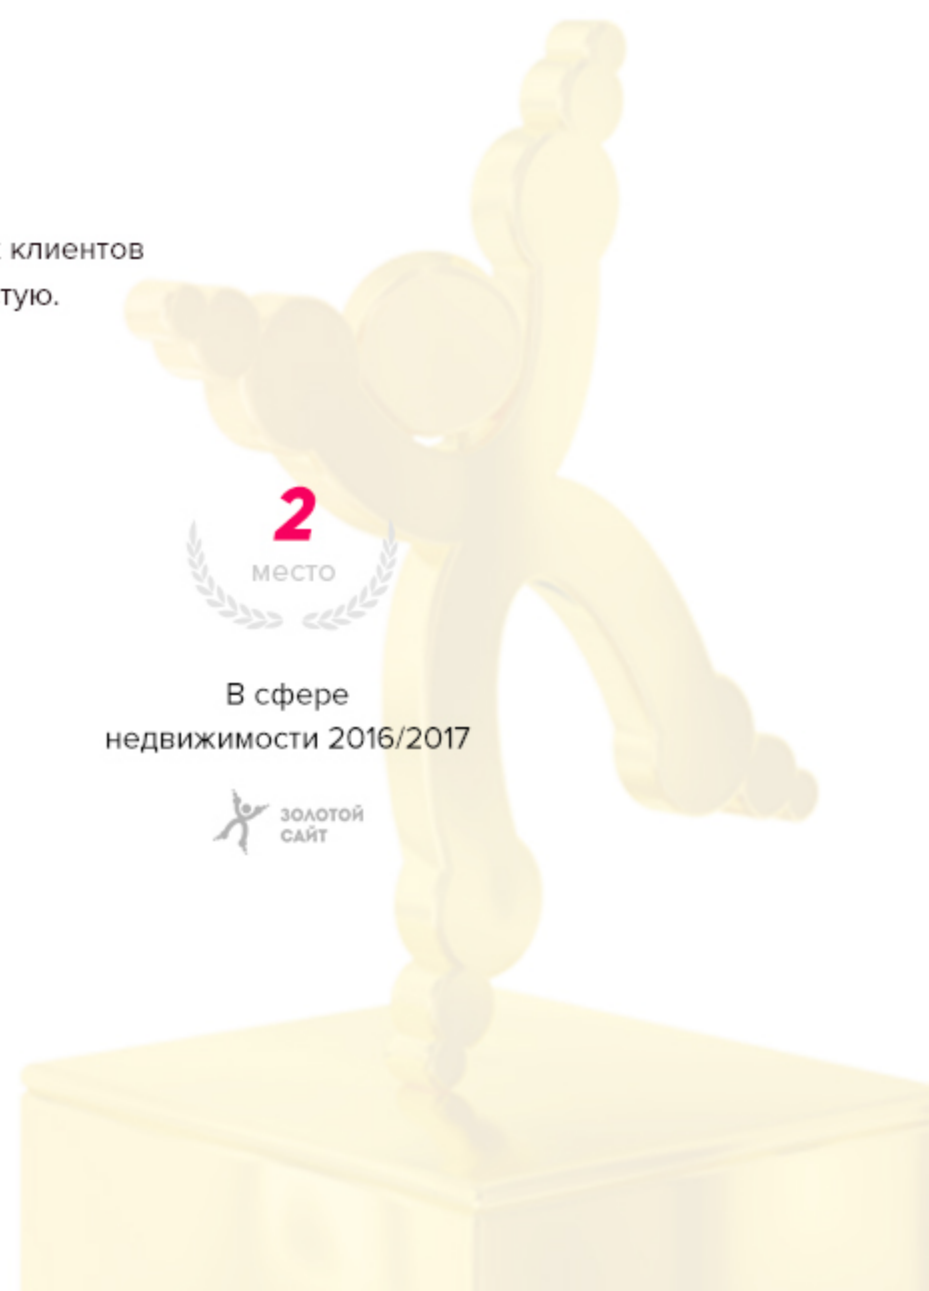 клиентов
тую.
2
место
В сфере
недвижимости 2016/2017
ЗОЛОТОЙ
САЙТ